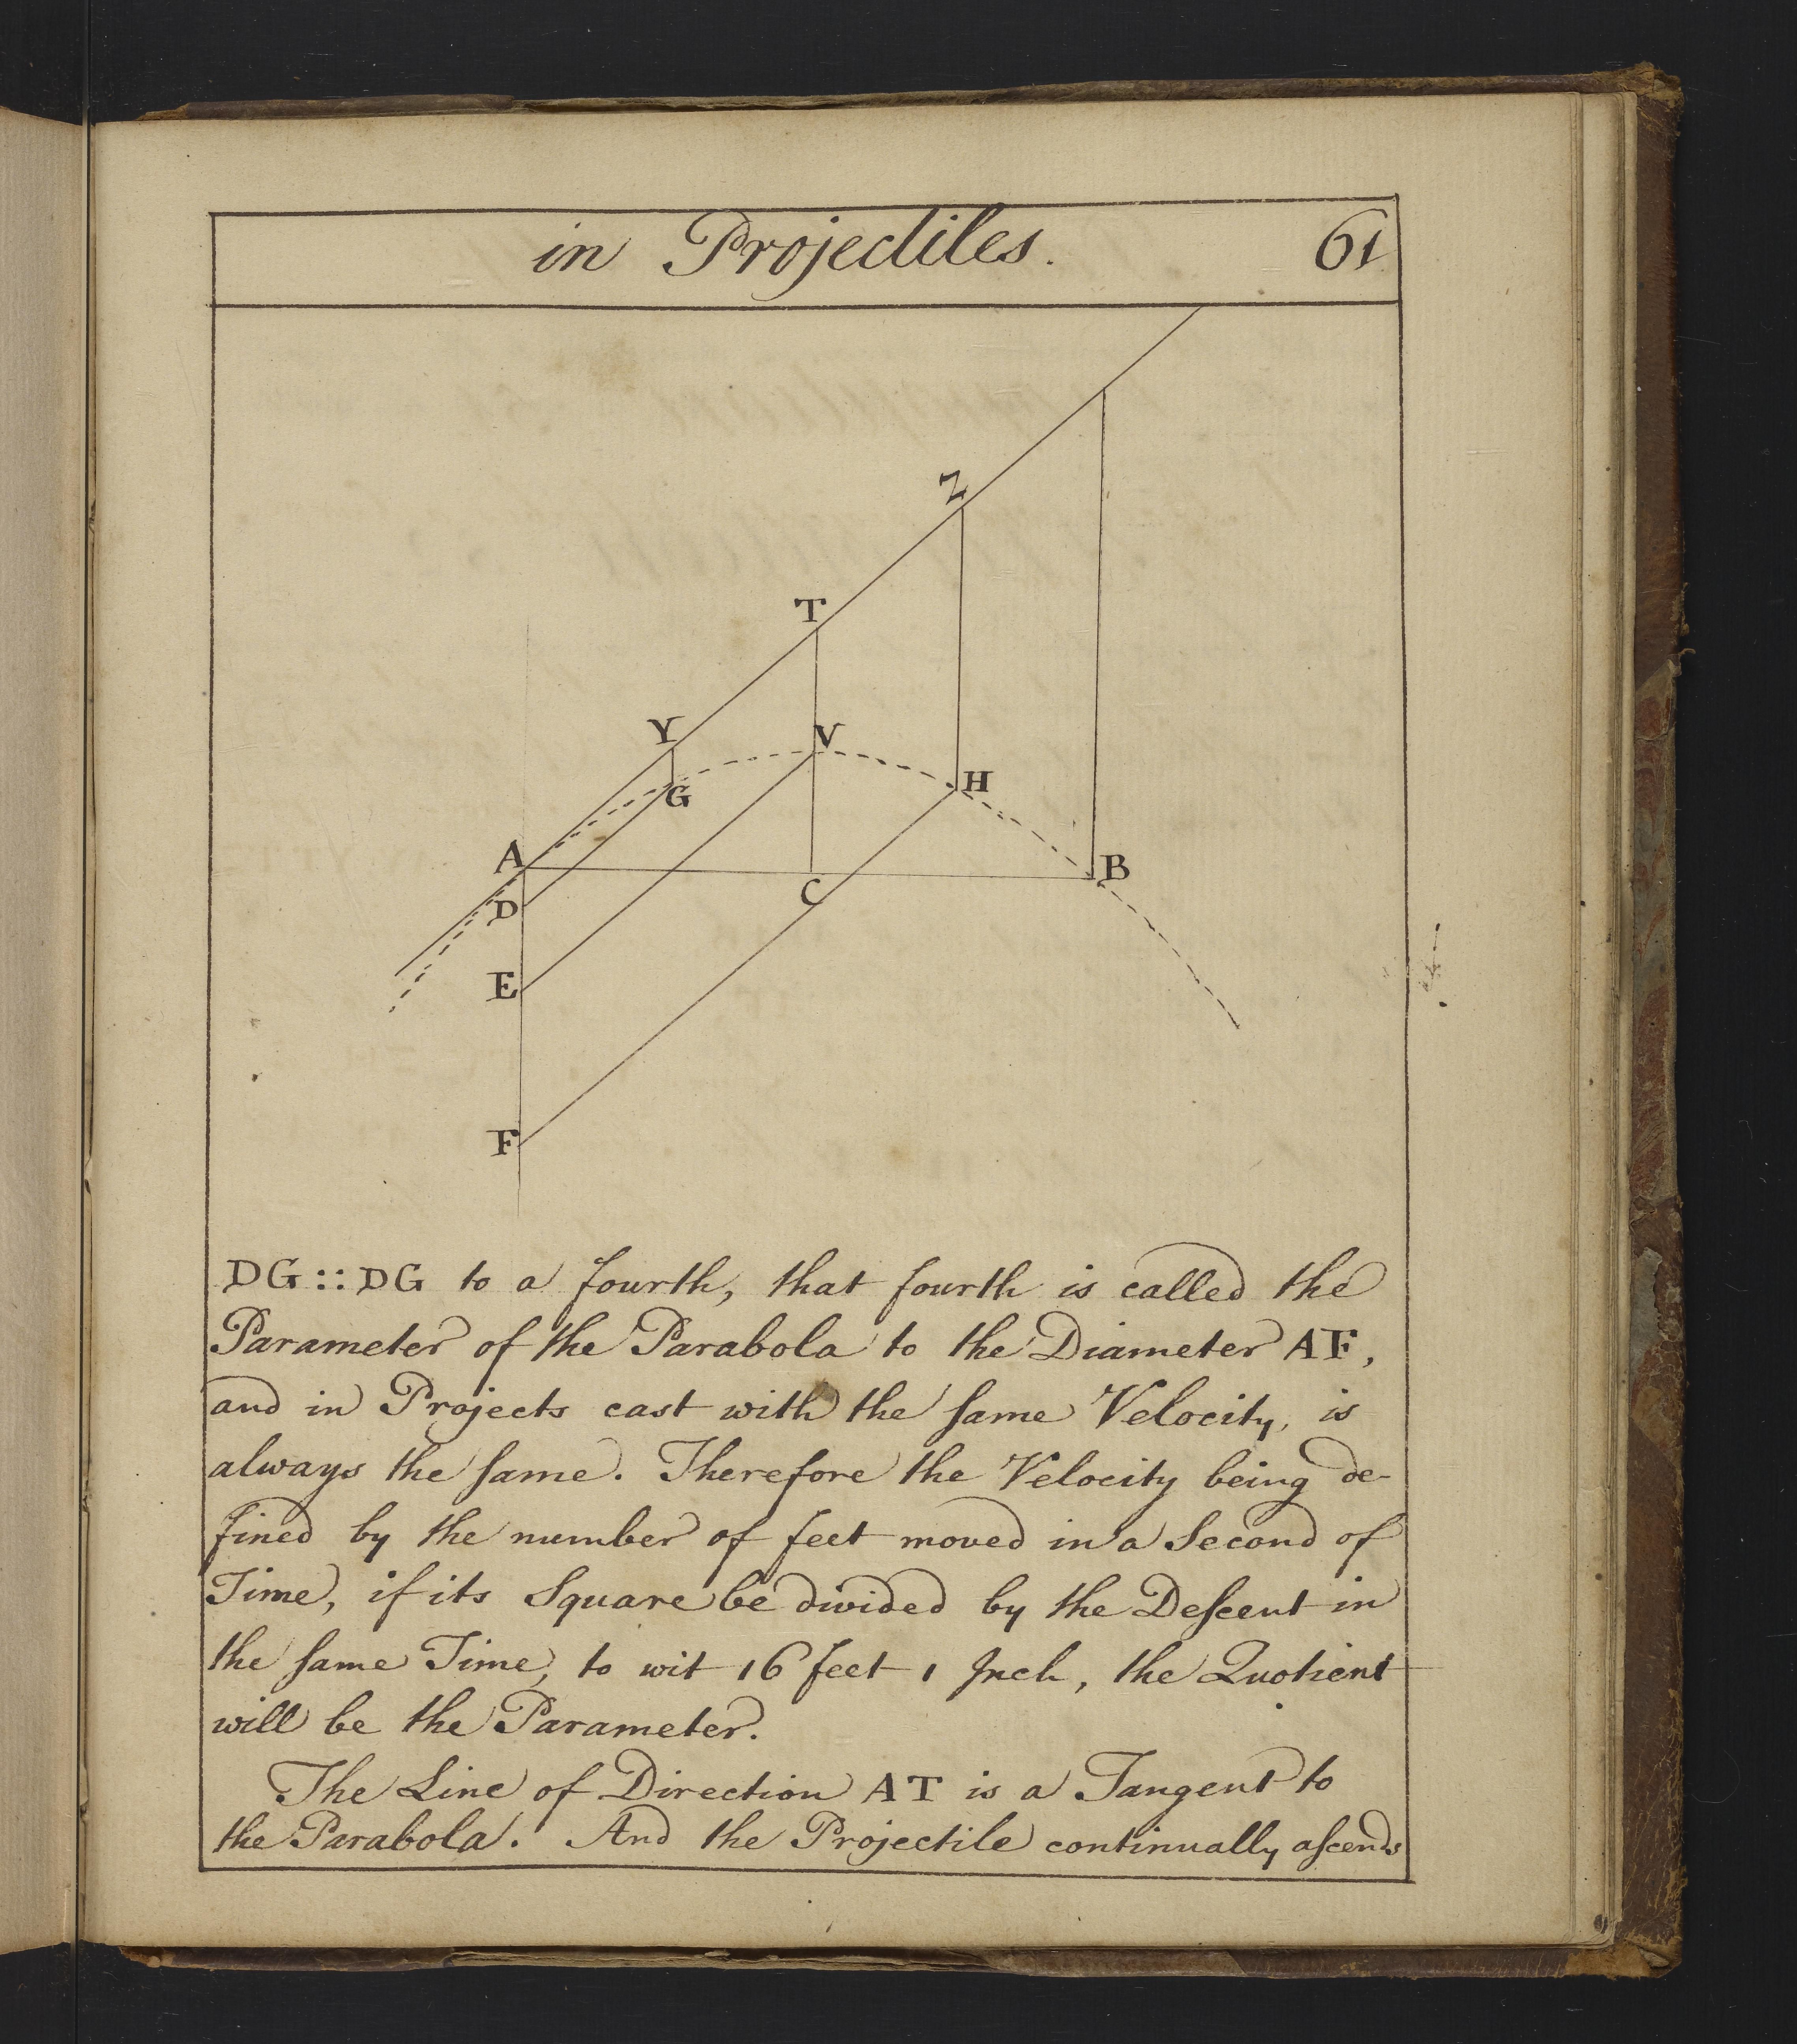 in Projectiles. 61
Z
T
Y V
G H
A B
D C
E
F
DG :: DG to a fourth, that fourth is called the
Parameter of the Parabola to the Diameter AF,
and in Projects cast with the ſame Velocity, is
always the ſame. Therefore the Velocity being de-
fined by the number of feet moved in a Second of
Time, if its Square be divided by the Deſcent in
the ſame Time, to wit 16 feet 1 Inch, the Quotient
will be the Parameter.
The Line of Direction AT is a Tangent to
the Parabola. And the Projectile continually aſcends